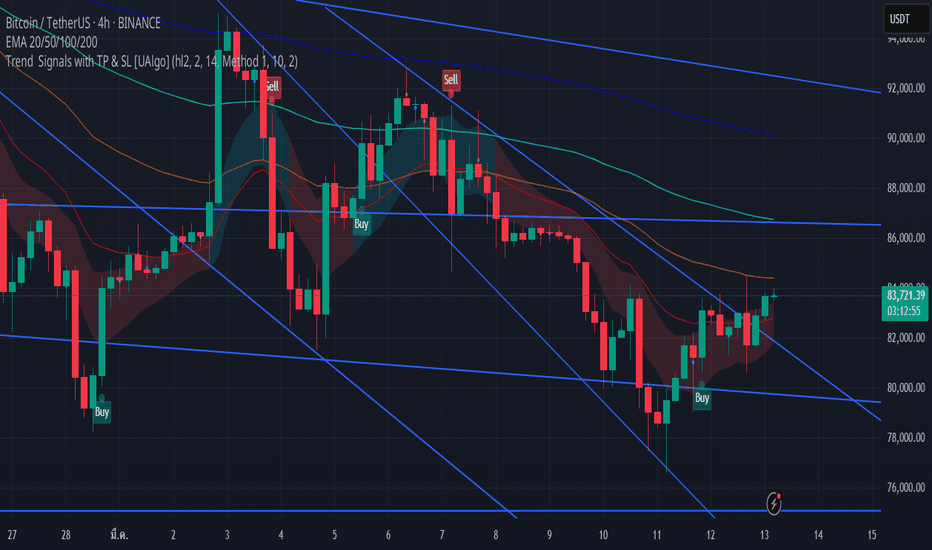 Bitcoin / TetherUS · 4h · BINANCE
USDT
EMA 20/50/100/200
Trend Signals with TP & SL [UAlgo] (hl2, 2, 14, Method 1, 10, 2)
94,000.00
92,000.00
90,000.00
88,000.00
86,000.00
84,000.00
83,721.39
03:12:55
82,000.00
80,000.00
78,000.00
76,000.00
Sell
Sell
Buy
Buy
Buy
27 28 มี.ค. 2 3 4 5 6 7 8 9 10 11 12 13 14 15